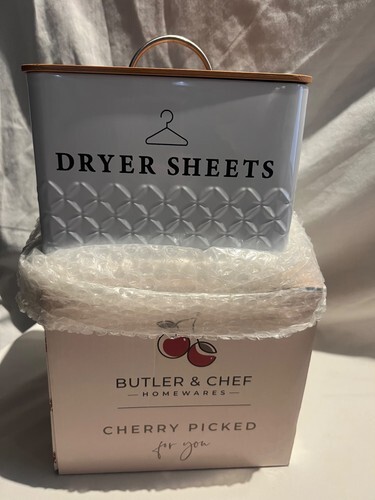 DRYER SHEETS
BUTLER & CHEF
HOMEWARES
CHERRY PICKED
for you